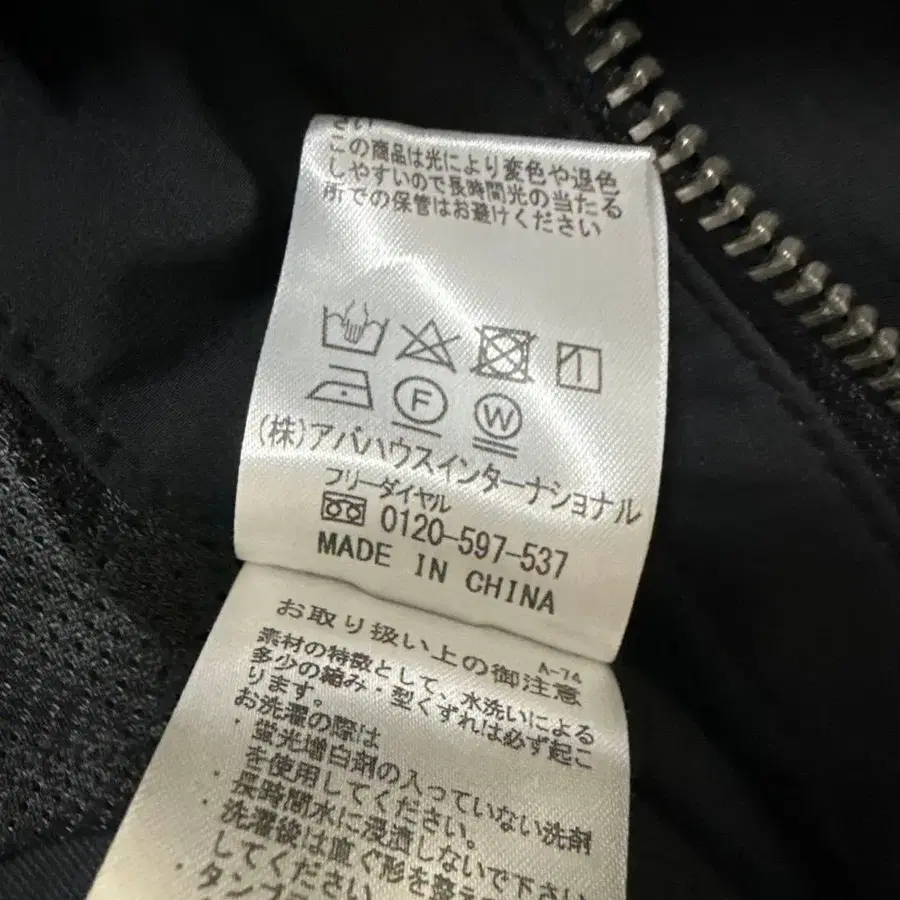 さい
この商品は光により変色や退色
しやすいので長時間光の当たる
所での保管はお避けください
F W
(株)アバハウスインターナショナル
フリーダイヤル
0120-597-537
MADE IN CHINA
お取り扱い上の御注意
A-74
素材の特徴として、水洗いによる
多少の縮み・型くずれは必ず起こ
ります。
お洗濯の際は
・蛍光増白剤の入っていない洗剤
を使用してください。
長時間水に浸漬しないで下さい
洗濯後は直ぐ形を整え
してください
・タンブ